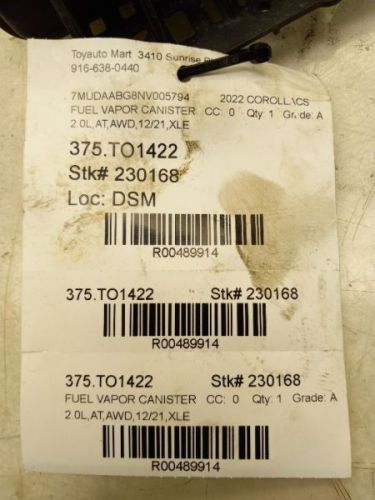 Toyauto Mart 3410 Sunrise
916-638-0440
7MUDAABG8NV005794 2022 COROLLACS
FUEL VAPOR CANISTER CC: 0 Qty: 1 Grade: A
2.0L,AT,AWD,12/21,XLE
375.TO1422
Stk# 230168
Loc: DSM
R00489914
375.TO1422 Stk# 230168
R00489914
375.TO1422 Stk# 230168
FUEL VAPOR CANISTER CC: 0 Qty: 1 Grade: A
2.0L,AT,AWD,12/21,XLE
R00489914